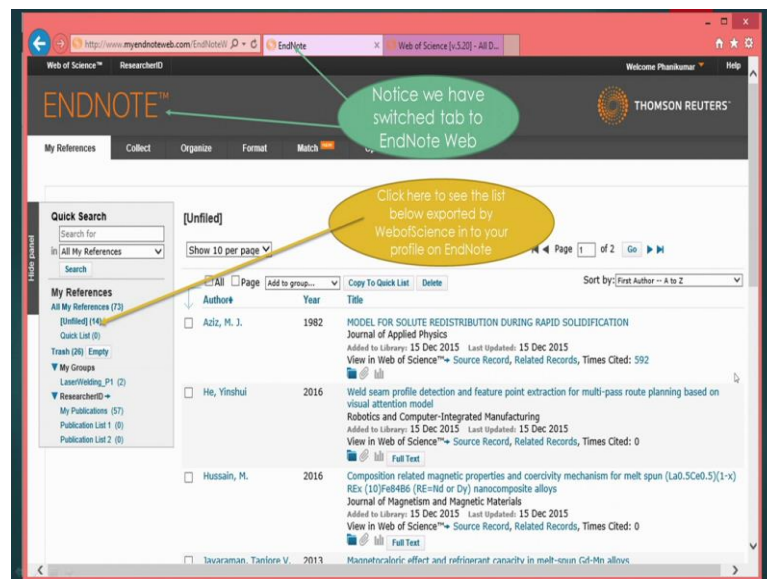 http://www.myendnoteweb.com/EndNoteW
EndNote
Web of Science [v.5.20] - All D...
Web of Science™ ResearcherID
Welcome Phanikumar
Help
ENDNOTE™
THOMSON REUTERS
Notice we have
switched tab to
EndNote Web
My References Collect Organize Format Match
Click here to see the list
below exported by
WebofScience in to your
profile on EndNote
Hide panel
Quick Search
Search for
in All My References
Search
My References
All My References (73)
[Unfiled] (14)
Quick List (0)
Trash (26) Empty
My Groups
LaserWelding_P1 (2)
ResearcherID
My Publications (57)
Publication List 1 (0)
Publication List 2 (0)
[Unfiled]
Show 10 per page
Page 1 of 2 Go
All Page Add to group... Copy To Quick List Delete
Sort by: First Author -- A to Z
Author Year Title
Aziz, M. J. 1982 MODEL FOR SOLUTE REDISTRIBUTION DURING RAPID SOLIDIFICATION
Journal of Applied Physics
Added to Library: 15 Dec 2015 Last Updated: 15 Dec 2015
View in Web of Science™ Source Record, Related Records, Times Cited: 592
He, Yinshui 2016 Weld seam profile detection and feature point extraction for multi-pass route planning based on
visual attention model
Robotics and Computer-Integrated Manufacturing
Added to Library: 15 Dec 2015 Last Updated: 15 Dec 2015
View in Web of Science™ Source Record, Related Records, Times Cited: 0
Full Text
Hussain, M. 2016 Composition related magnetic properties and coercivity mechanism for melt spun (La0.5Ce0.5)(1-x)
REx (10)Fe84B6 (RE=Nd or Dy) nanocomposite alloys
Journal of Magnetism and Magnetic Materials
Added to Library: 15 Dec 2015 Last Updated: 15 Dec 2015
View in Web of Science™ Source Record, Related Records, Times Cited: 0
Full Text
Jayaraman, Tanjore V. 2013 Magnetocaloric effect and refrigerant capacity in melt-spun Gd-Mn alloys